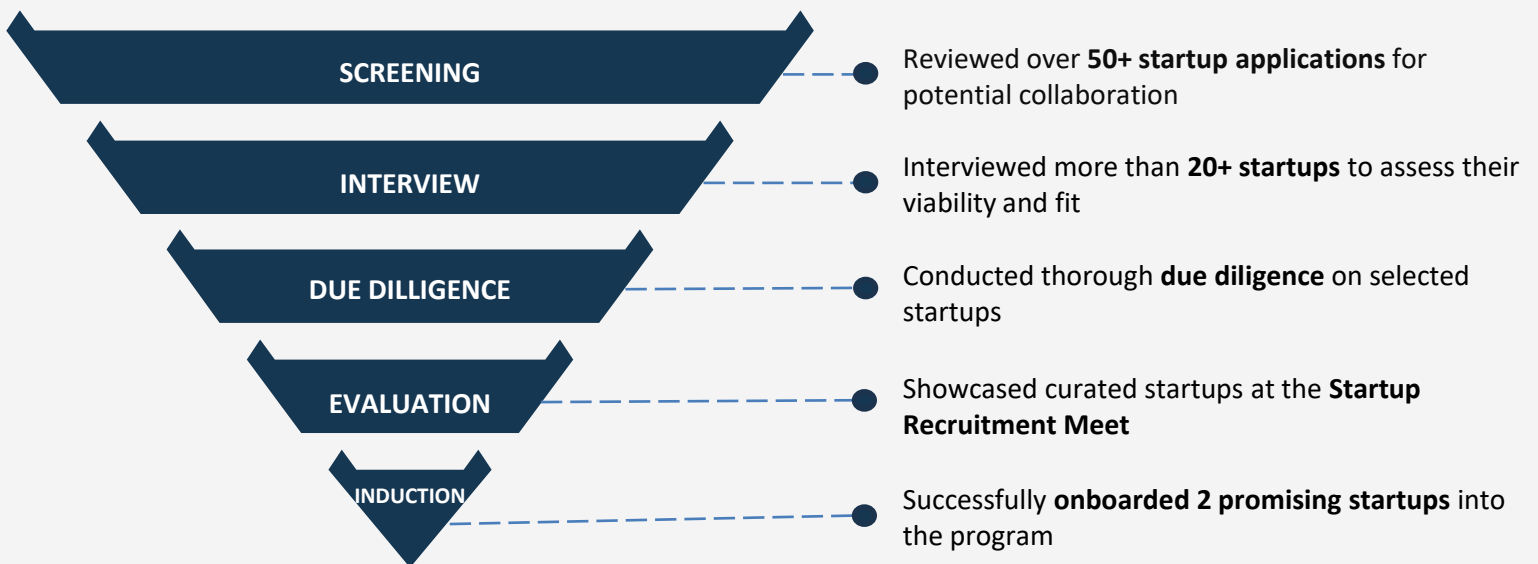 SCREENING
Reviewed over 50+ startup applications for
potential collaboration
INTERVIEW
Interviewed more than 20+ startups to assess their
viability and fit
DUE DILLIGENCE
Conducted thorough due diligence on selected
startups
EVALUATION
Showcased curated startups at the Startup
Recruitment Meet
INDUCTION
Successfully onboarded 2 promising startups into
the program